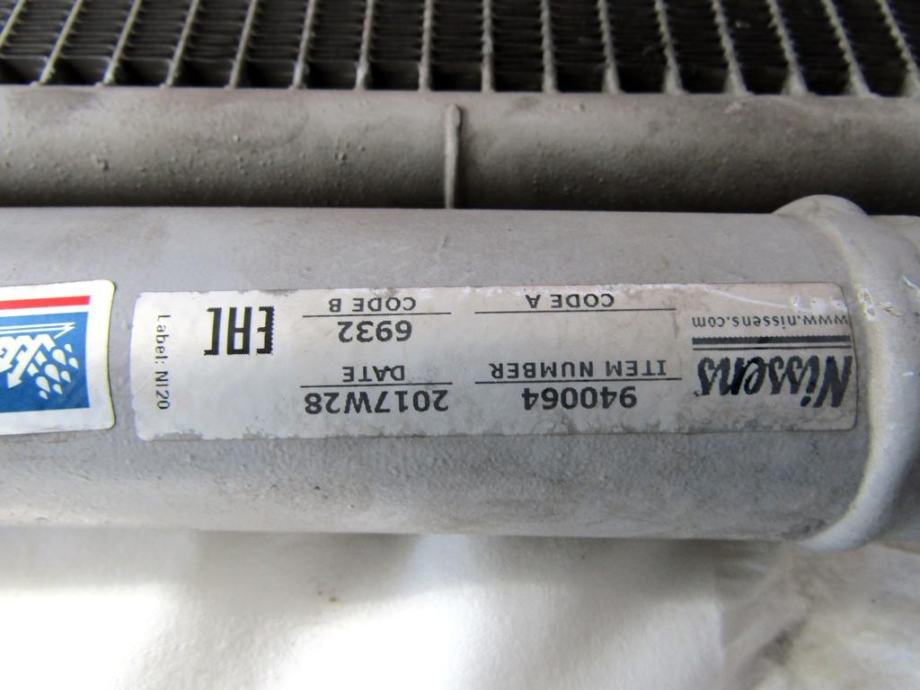 Nissens
www.nissens.com
940064
ITEM NUMBER
CODE A
2017W28
DATE
6932
CODE B
EAC
Label: NI20